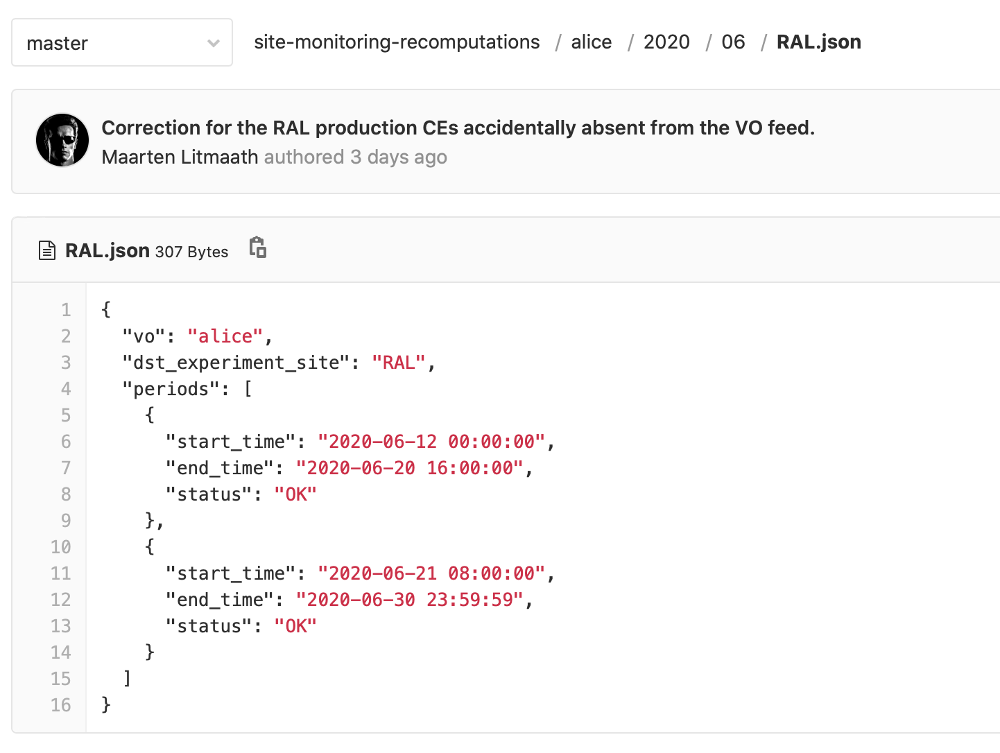 master
site-monitoring-recomputations / alice / 2020 / 06 / RAL.json
Correction for the RAL production CEs accidentally absent from the VO feed.
Maarten Litmaath authored 3 days ago
RAL.json 307 Bytes
1 {
2   "vo": "alice",
3   "dst_experiment_site": "RAL",
4   "periods": [
5     {
6       "start_time": "2020-06-12 00:00:00",
7       "end_time": "2020-06-20 16:00:00",
8       "status": "OK"
9     },
10     {
11       "start_time": "2020-06-21 08:00:00",
12       "end_time": "2020-06-30 23:59:59",
13       "status": "OK"
14     }
15   ]
16 }